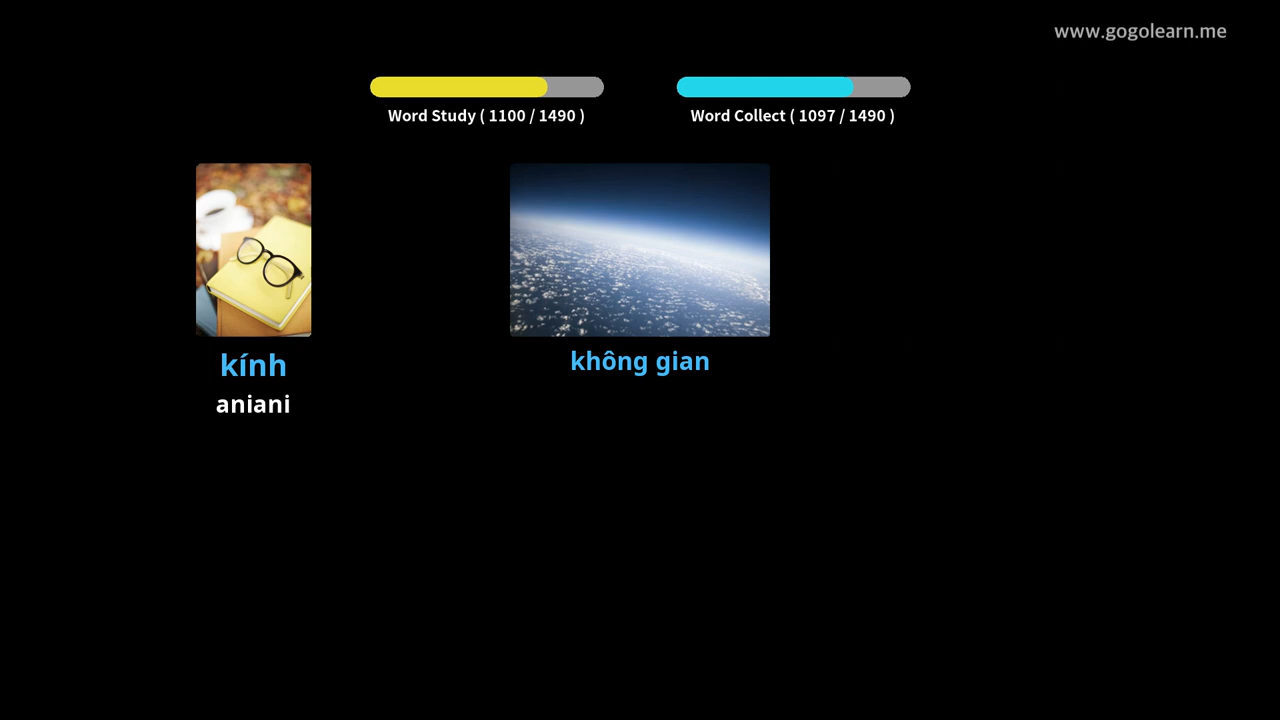 www.gogolearn.me
Word Study ( 1100 / 1490 )
Word Collect ( 1097 / 1490 )
kính
aniani
không gian